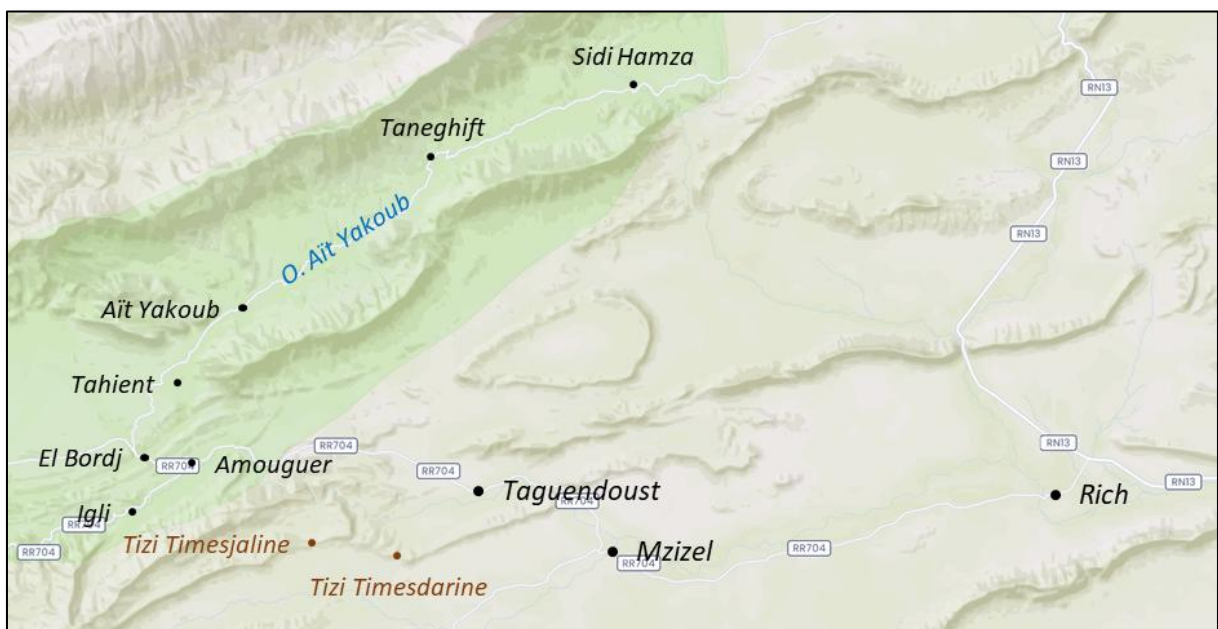 Sidi Hamza
RN13
Taneghift
RN13
O. Aït Yakoub
RN13
Aït Yakoub
Tahient
El Bordj
RR704
Amouguer
RR704
RR704
RR704
Taguendoust
RN13
RN13
Rich
Igli
RR704
RR704
Tizi Timesjaline
Tizi Timesdarine
Mzizel
RR704
RR704